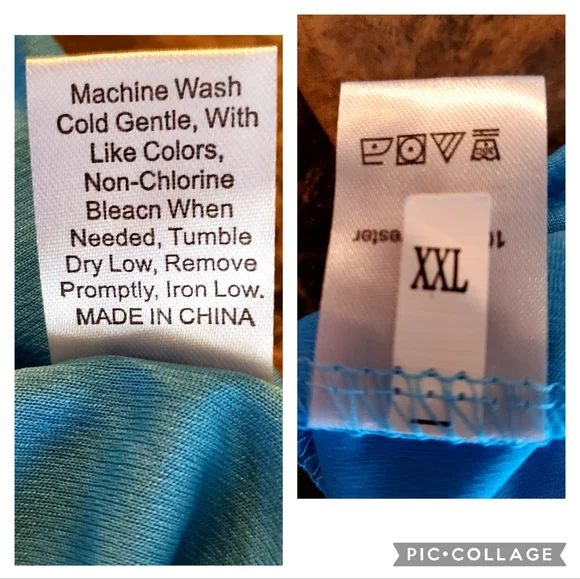 Machine Wash
Cold Gentle, With
Like Colors,
Non-Chlorine
Bleacn When
Needed, Tumble
Dry Low, Remove
Promptly, Iron Low.
MADE IN CHINA
XXL
PIC•COLLAGE